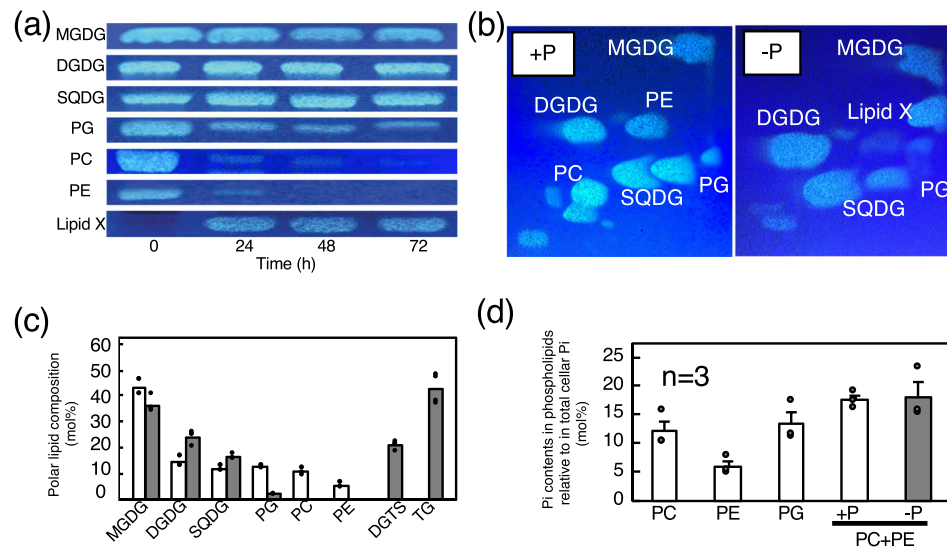 (a)
MGDG
DGDG
SQDG
PG
PC
PE
Lipid X
0 24 48 72
Time (h)
(b)
+P
MGDG
DGDG
PE
PC
SQDG
PG
-P
MGDG
Lipid X
DGDG
PG
SQDG
(c)
Polar lipid composition
(mol%)
60
50
40
30
20
10
0
MGDG DGDG SQDG PG PC PE DGTS TG
(d)
Pi contents in phospholipids
relative to in total cellar Pi
(mol%)
25
20
15
10
5
0
n=3
PC PE PG +P -P
PC+PE